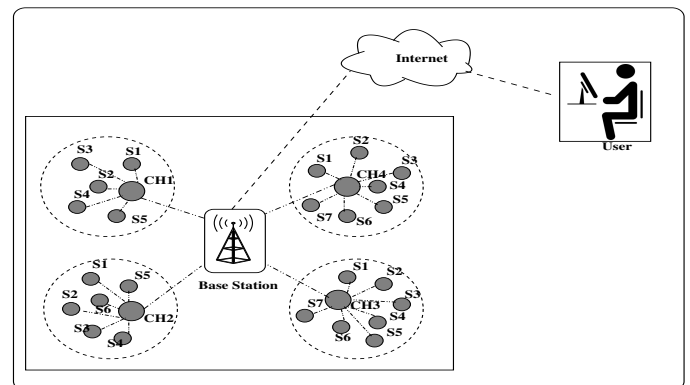 Internet
User
S3
S1
S2
CH1
S4
S5
S2
S1
S3
CH4
S4
S5
S7
S6
Base Station
S1
S5
S2
S6
CH2
S3
S4
S1
S2
S7
S3
CH3
S4
S6
S5